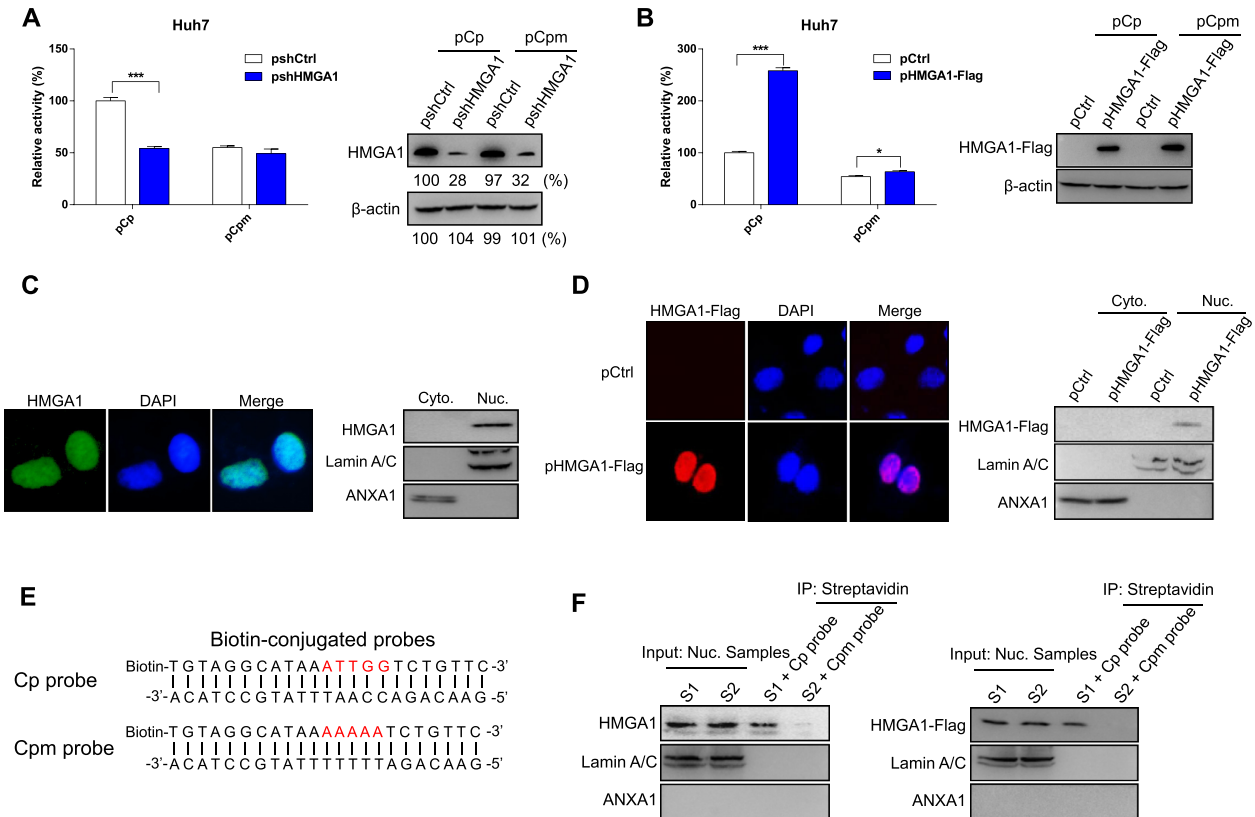 A
Huh7
Relative activity (%)
150
100
50
0
pshCtrl
pshHMGA1
***
pCp
pCpm
pCp
pCpm
pshCtrl
pshHMGA1
pshCtrl
pshHMGA1
HMGA1
100 28 97 32 (%)
β-actin
100 104 99 101 (%)
B
Huh7
Relative activity (%)
300
200
100
0
pCtrl
pHMGA1-Flag
***
*
pCp
pCpm
pCp
pCpm
pCtrl
pHMGA1-Flag
pCtrl
pHMGA1-Flag
HMGA1-Flag
β-actin
C
HMGA1 DAPI Merge
Cyto. Nuc.
HMGA1
Lamin A/C
ANXA1
D
HMGA1-Flag DAPI Merge
pCtrl
pHMGA1-Flag
Cyto. Nuc.
pCtrl
pHMGA1-Flag
pCtrl
pHMGA1-Flag
HMGA1-Flag
Lamin A/C
ANXA1
E
Biotin-conjugated probes
Cp probe
Biotin-TGTAGGCATAAATTGGTCTGTTC-3’
-3’-ACATCCGTATTTAACCAGACAAG-5’
Cpm probe
Biotin-TGTAGGCATAAAAAAATCTGTTC-3’
-3’-ACATCCGTATTTTTTTAGACAAG-5’
F
IP: Streptavidin
Input: Nuc. Samples
S1
S2
S1 + Cp probe
S2 + Cpm probe
HMGA1
Lamin A/C
ANXA1
IP: Streptavidin
Input: Nuc. Samples
S1
S2
S1 + Cp probe
S2 + Cpm probe
HMGA1-Flag
Lamin A/C
ANXA1